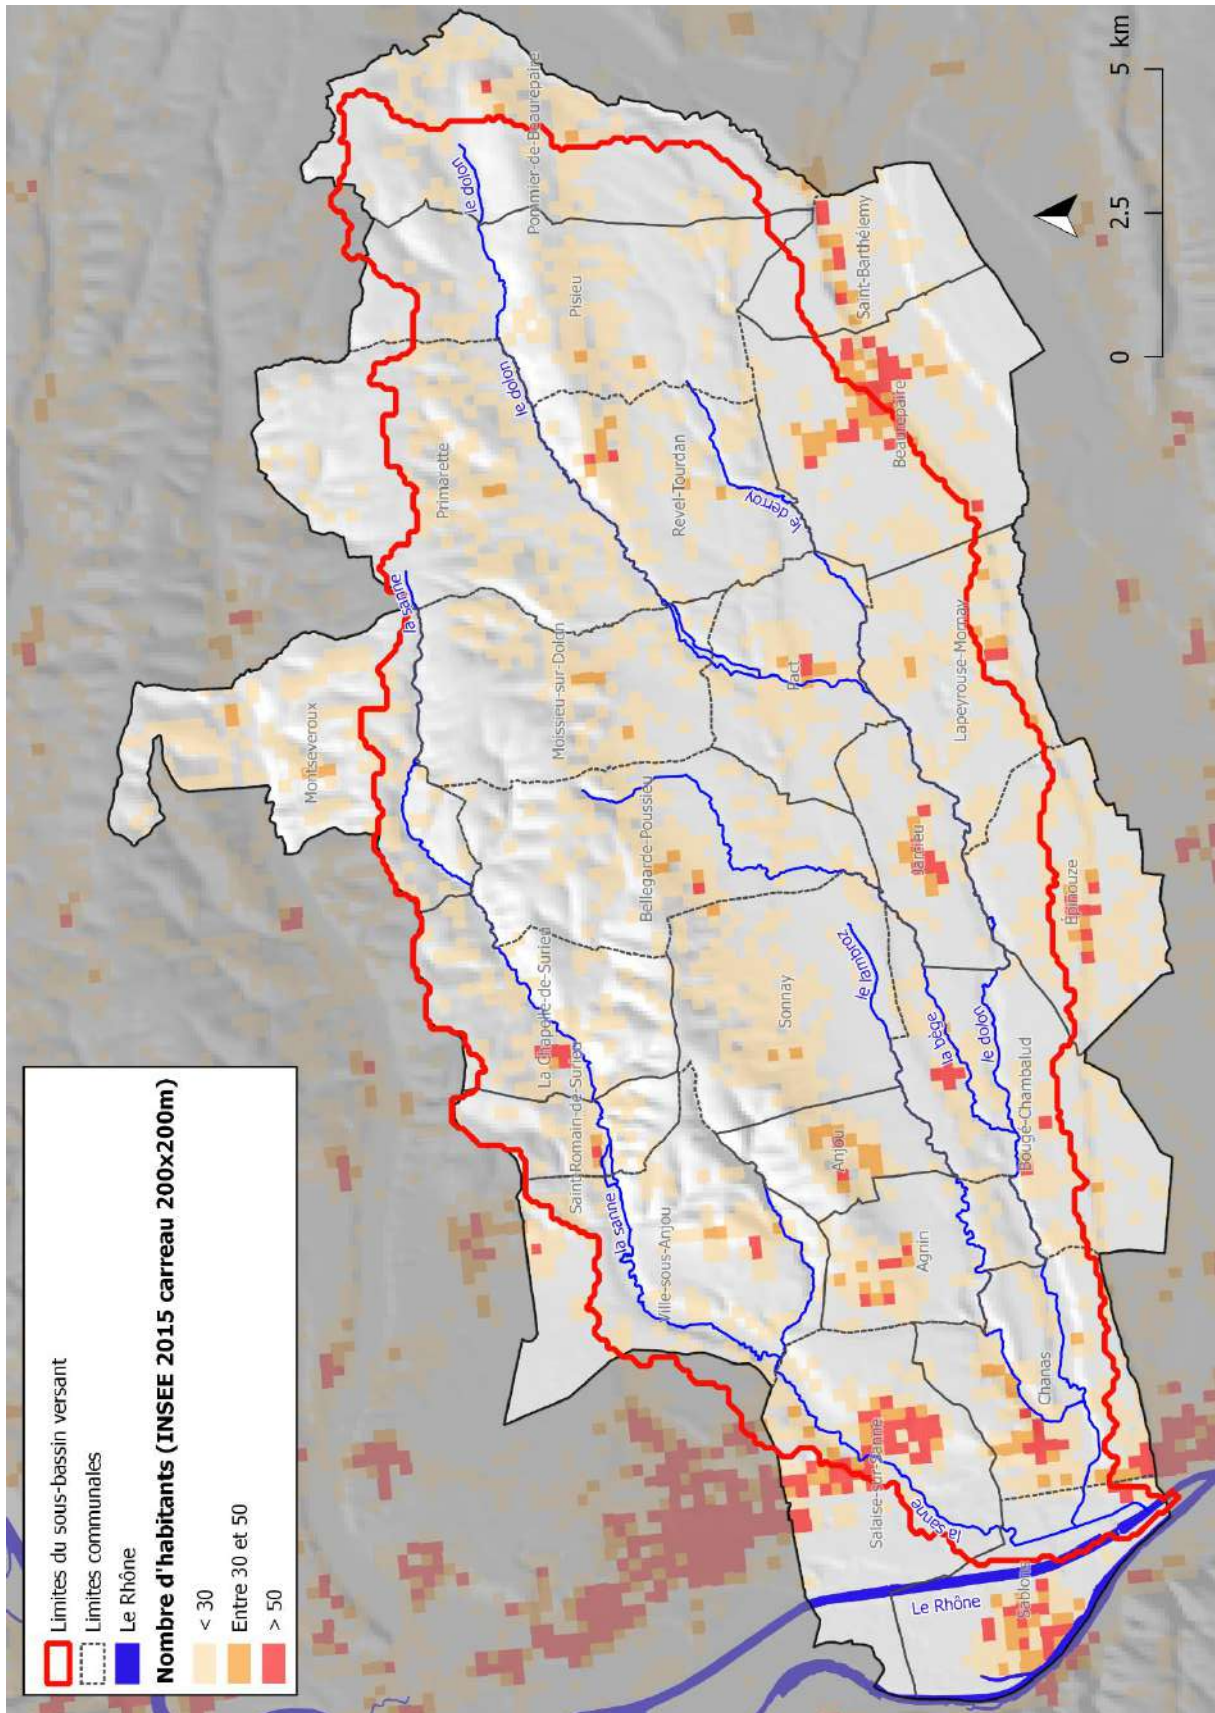 Limites du sous-bassin versant
Limites communales
Le Rhône
Nombre d'habitants (INSEE 2015 carreau 200x200m)
< 30
Entre 30 et 50
> 50
Montseveroux
Primarette
Pommier-de-Beaurepaire
le dolon
la sanne
le dolon
Pisieu
La Chapelle-de-Surieu
Moissieu-sur-Dolon
Saint-Romain-de-Surieu
Bellegarde-Poussieu
Revel-Tourdan
la sanne
Ville-sous-Anjou
Sonnay
Pact
le derroy
Saint-Barthélemy
le lambroz
Anjou
Beaurepaire
Jarcieu
Agnin
la bège
Lapeyrouse-Mornay
le dolon
Salaise-sur-Sanne
la sanne
Bougé-Chambalud
Chanas
Épinouze
Le Rhône
Sablons
0
2.5
5 km